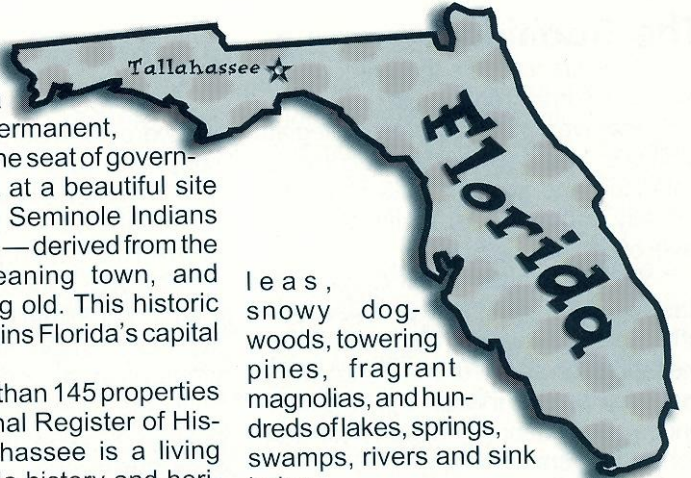 Tallahassee
Florida
ermanent,
he seat of govern-
at a beautiful site
Seminole Indians
— derived from the
eaning town, and
g old. This historic
ins Florida's capital
than 145 properties
nal Register of His-
ahassee is a living
leas,
snowy dog-
woods, towering
pines, fragrant
magnolias, and hun-
dreds of lakes, springs,
swamps, rivers and sink